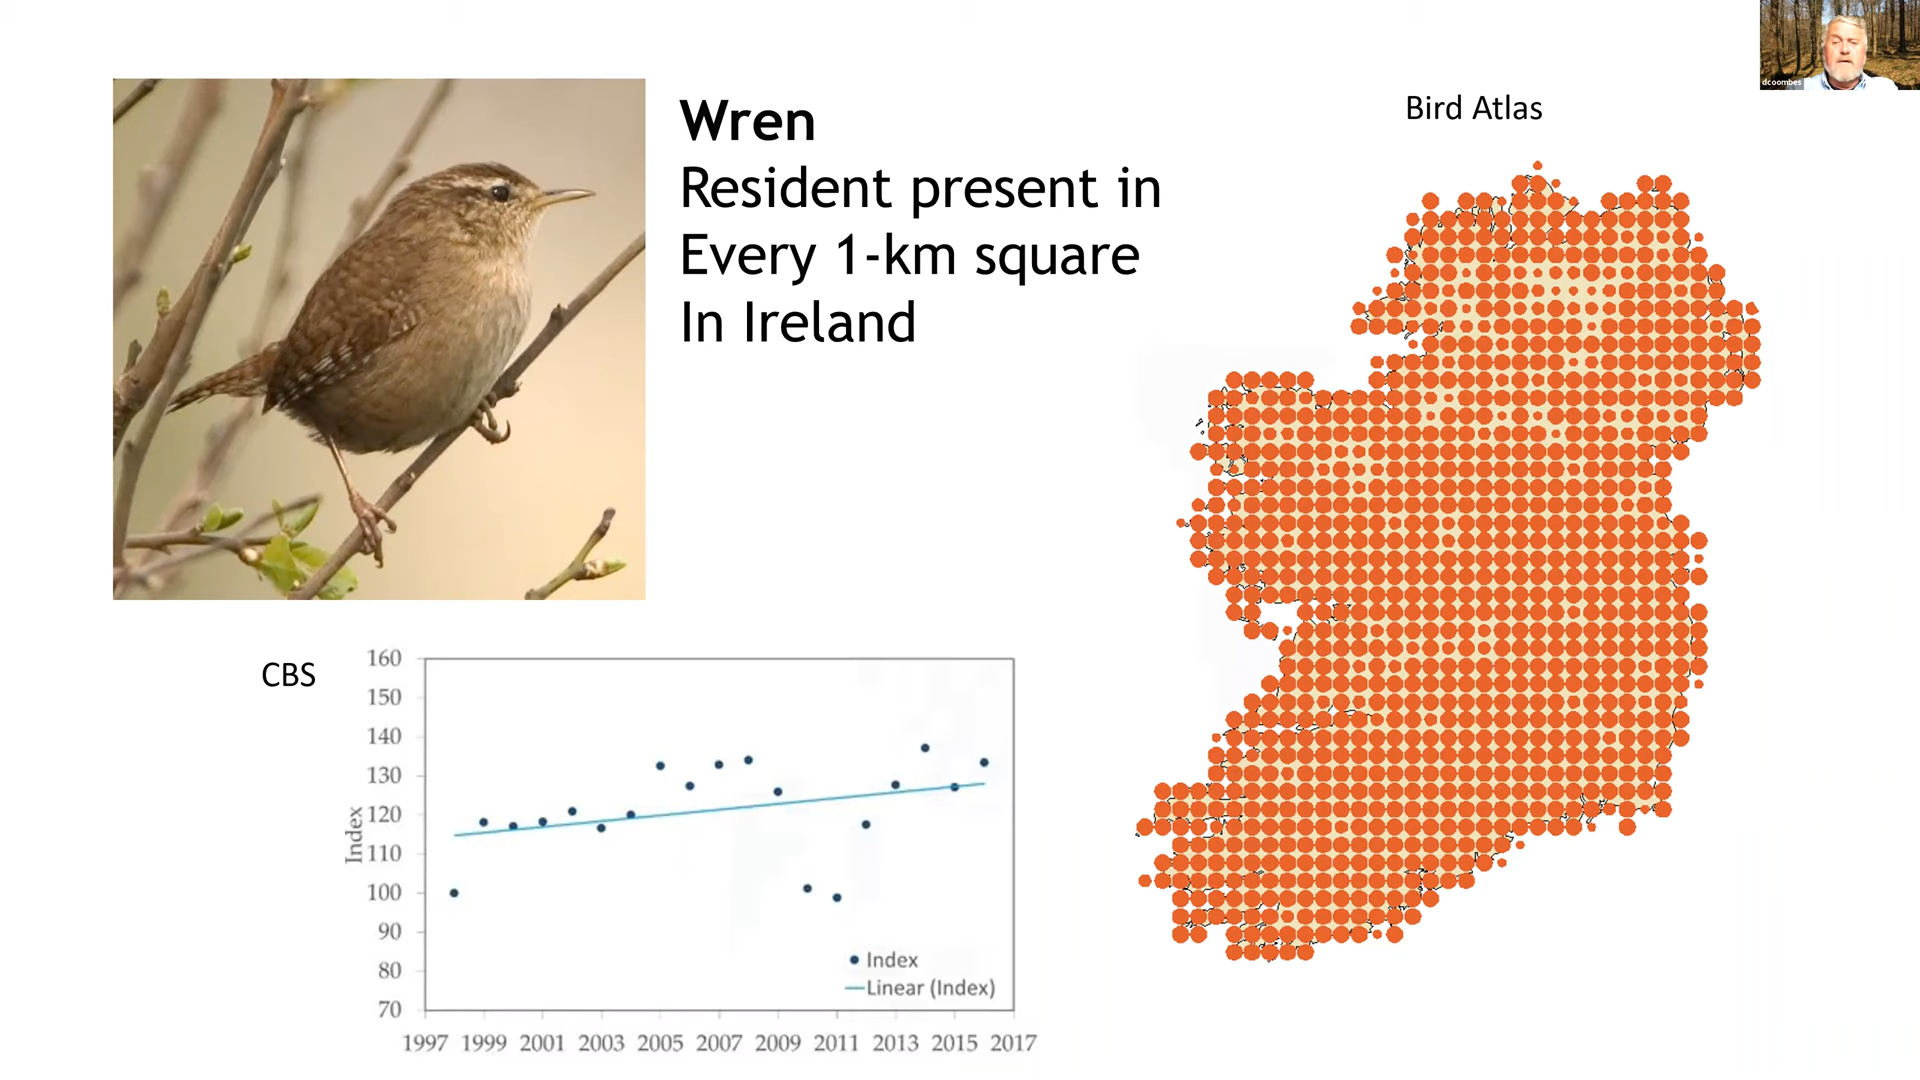 dcoombes
Bird Atlas
Wren
Resident present in
Every 1-km square
In Ireland
CBS
160
150
140
130
120
110
100
90
80
70
Index
Index
Linear (Index)
1997 1999 2001 2003 2005 2007 2009 2011 2013 2015 2017